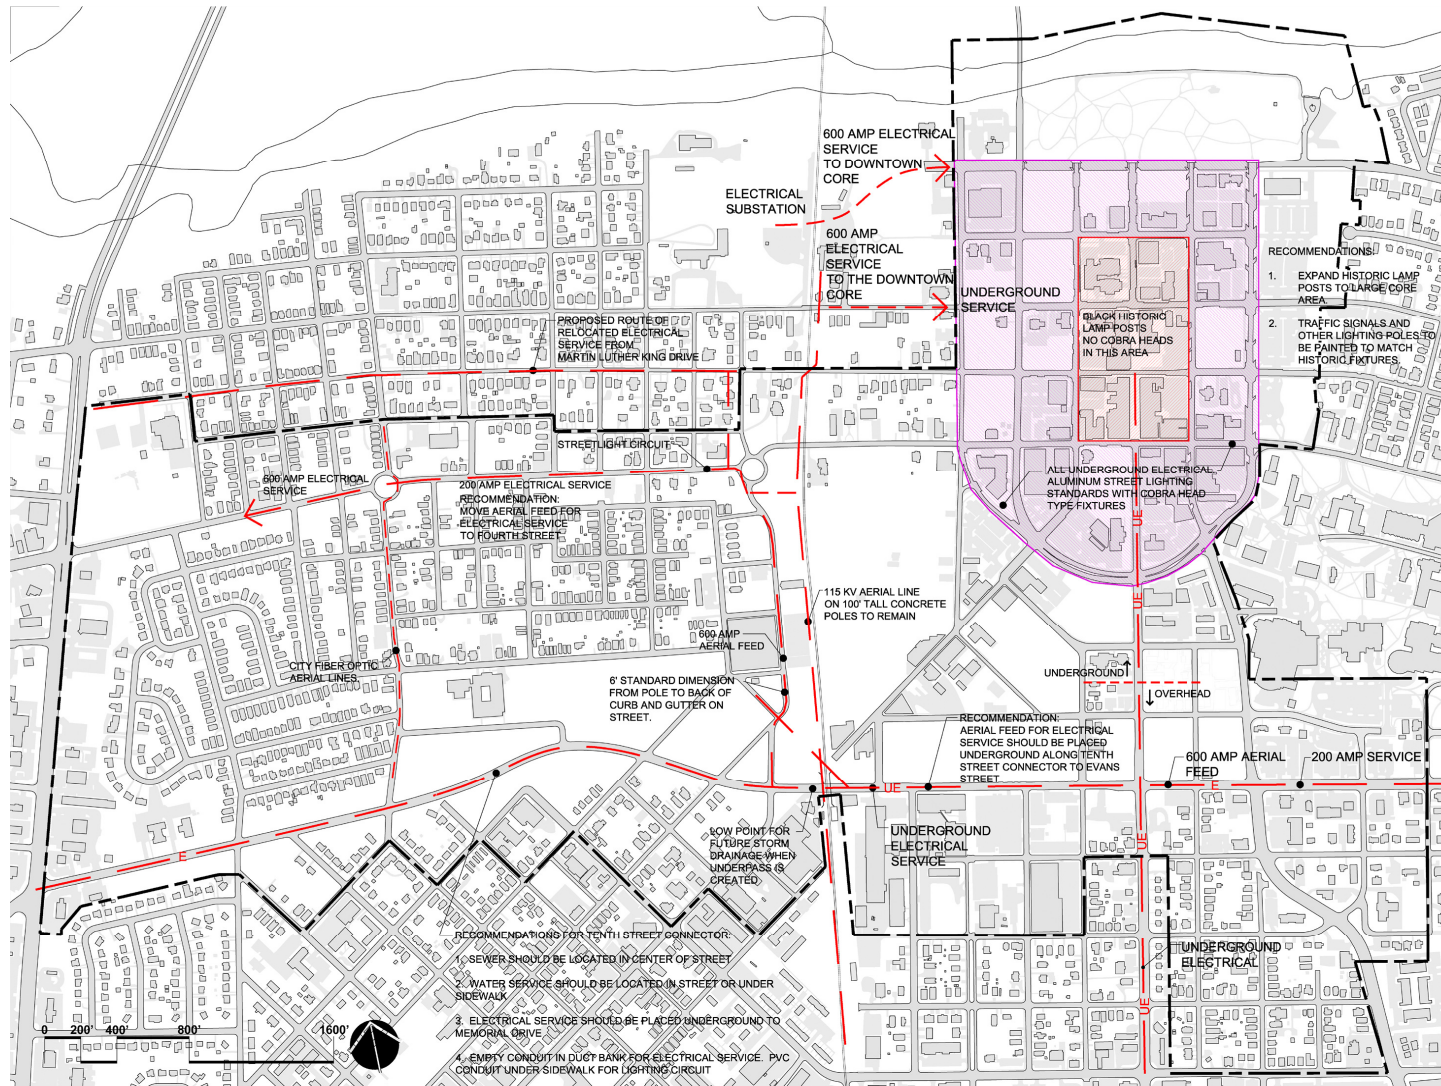 600 AMP ELECTRICAL
SERVICE
TO DOWNTOWN
CORE
ELECTRICAL
SUBSTATION
600 AMP
ELECTRICAL
SERVICE
TO THE DOWNTOWN
CORE
UNDERGROUND
SERVICE
RECOMMENDATIONS:
1. EXPAND HISTORIC LAMP
POSTS TO LARGE CORE
AREA.
2. TRAFFIC SIGNALS AND
OTHER LIGHTING POLES TO
BE PAINTED TO MATCH
HISTORIC FIXTURES.
BLACK HISTORIC
LAMP POSTS
NO COBRA HEADS
IN THIS AREA
PROPOSED ROUTE OF
RELOCATED ELECTRICAL
SERVICE FROM
MARTIN LUTHER KING DRIVE
STREETLIGHT CIRCUIT
600 AMP ELECTRICAL
SERVICE
200 AMP ELECTRICAL SERVICE
RECOMMENDATION:
MOVE AERIAL FEED FOR
ELECTRICAL SERVICE
TO FOURTH STREET
ALL UNDERGROUND ELECTRICAL,
ALUMINUM STREET LIGHTING
STANDARDS WITH COBRA HEAD
TYPE FIXTURES
UE
UE
115 KV AERIAL LINE
ON 100' TALL CONCRETE
POLES TO REMAIN
600 AMP
AERIAL FEED
CITY FIBER OPTIC
AERIAL LINES.
6' STANDARD DIMENSION
FROM POLE TO BACK OF
CURB AND GUTTER ON
STREET.
UNDERGROUND
OVERHEAD
RECOMMENDATION:
AERIAL FEED FOR ELECTRICAL
SERVICE SHOULD BE PLACED
UNDERGROUND ALONG TENTH
STREET CONNECTOR TO EVANS
STREET
600 AMP AERIAL
FEED
200 AMP SERVICE
UE
E
E
UE
LOW POINT FOR
FUTURE STORM
DRAINAGE WHEN
UNDERPASS IS
CREATED
UNDERGROUND
ELECTRICAL
SERVICE
UNDERGROUND
ELECTRICAL
UE
RECOMMENDATIONS FOR TENTH STREET CONNECTOR:
1. SEWER SHOULD BE LOCATED IN CENTER OF STREET
2. WATER SERVICE SHOULD BE LOCATED IN STREET OR UNDER
SIDEWALK
3. ELECTRICAL SERVICE SHOULD BE PLACED UNDERGROUND TO
MEMORIAL DRIVE
4. EMPTY CONDUIT IN DUCT BANK FOR ELECTRICAL SERVICE. PVC
CONDUIT UNDER SIDEWALK FOR LIGHTING CIRCUIT
0 200' 400' 800' 1600'